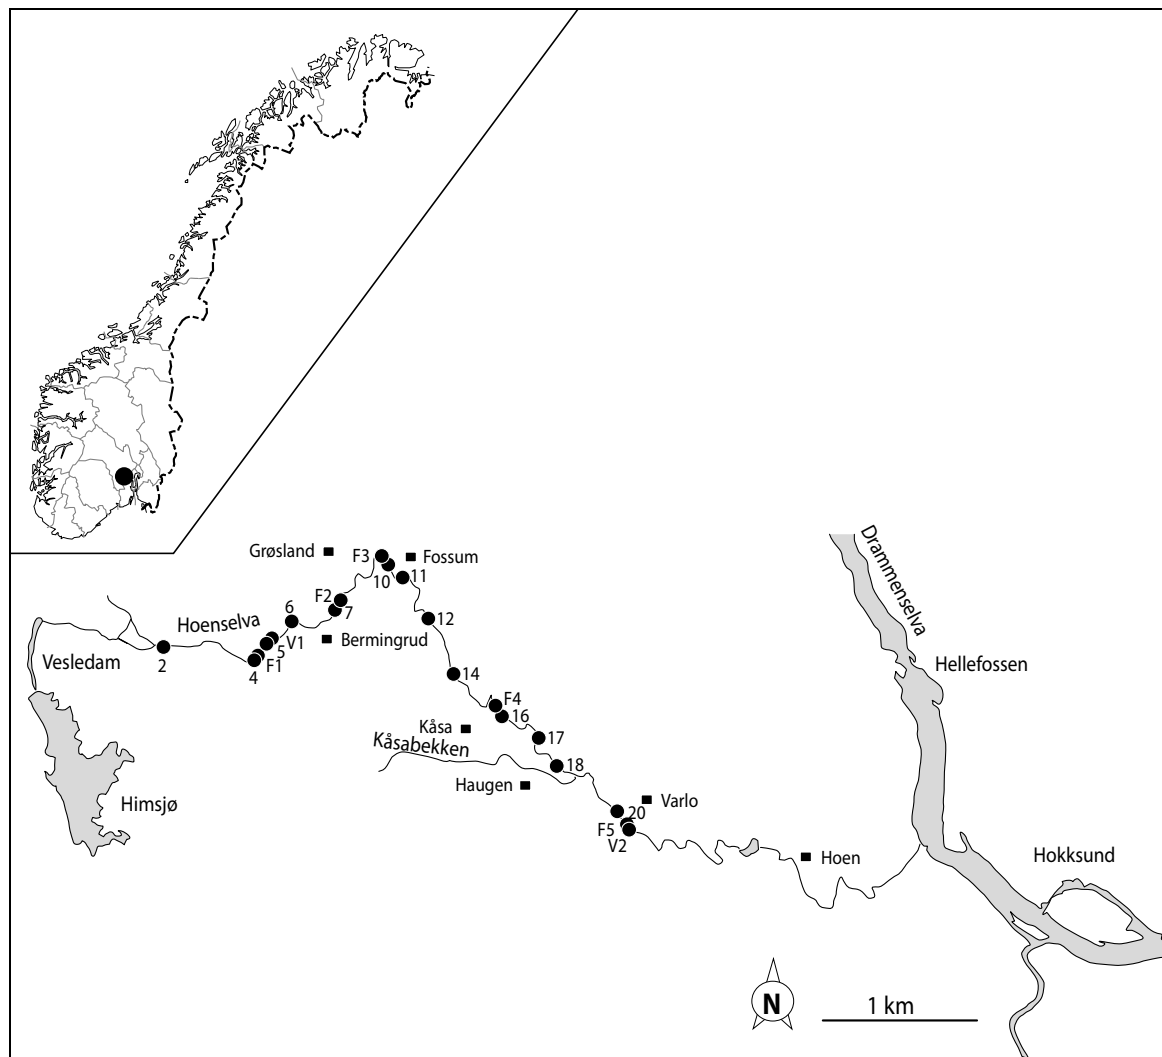 Grøsland
F3
Fossum
10
11
F2
7
6
Hoenselva
V1
5
F1
4
2
Bermingrud
12
Vesledam
14
F4
16
Kåsa
17
Kåsabekken
18
Haugen
Himsjø
Varlo
20
F5
V2
Hoen
Drammenselva
Hellefossen
Hokksund
N
1 km